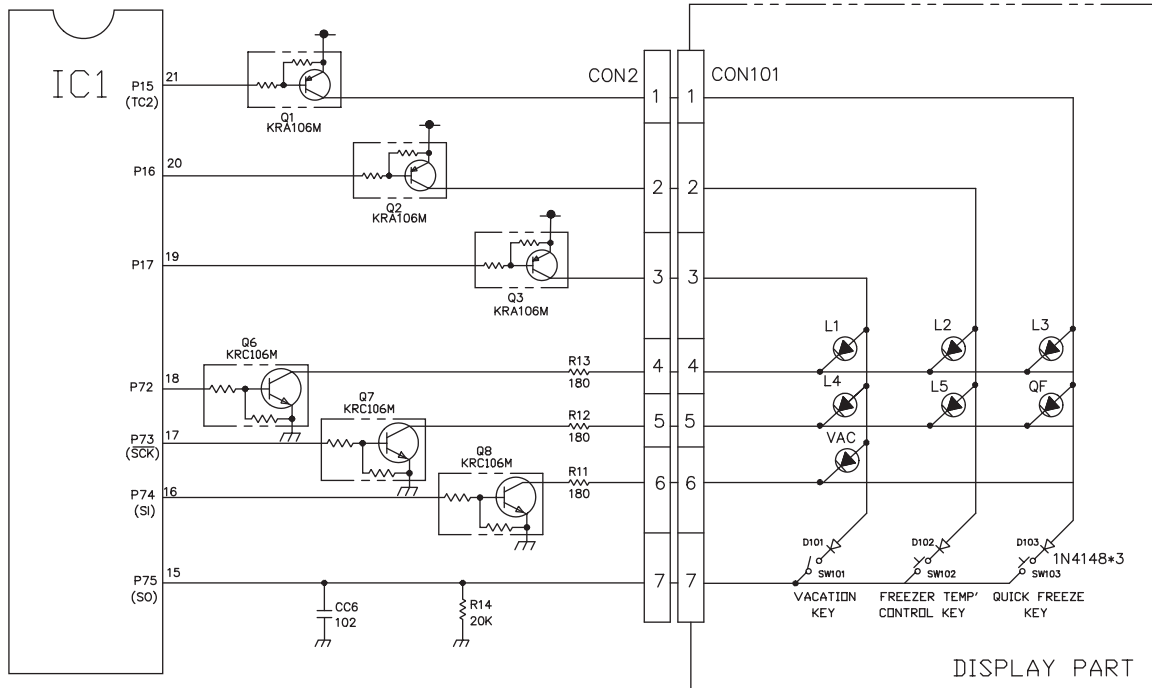 IC1
P15
(TC2)
21
Q1
KRA106M
P16
20
Q2
KRA106M
P17
19
Q3
KRA106M
CON2
CON101
1
1
2
2
3
3
4
4
5
5
6
6
7
7
Q6
KRC106M
P72
18
R13
180
Q7
KRC106M
P73
(SCK)
17
R12
180
Q8
KRC106M
P74
(SI)
16
R11
180
P75
(SO)
15
CC6
102
R14
20K
L1
L2
L3
L4
L5
QF
VAC
D101
D102
D103
1N4148*3
SW101
SW102
SW103
VACATION
KEY
FREEZER TEMP'
CONTROL KEY
QUICK FREEZE
KEY
DISPLAY PART